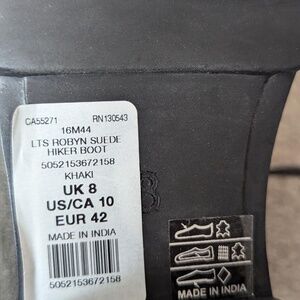 CA55271 RN130543
16M44
LTS ROBYN SUEDE
HIKER BOOT
5052153672158
KHAKI
UK 8
US/CA 10
EUR 42
MADE IN INDIA
5052153672158
8
MADE IN INDIA